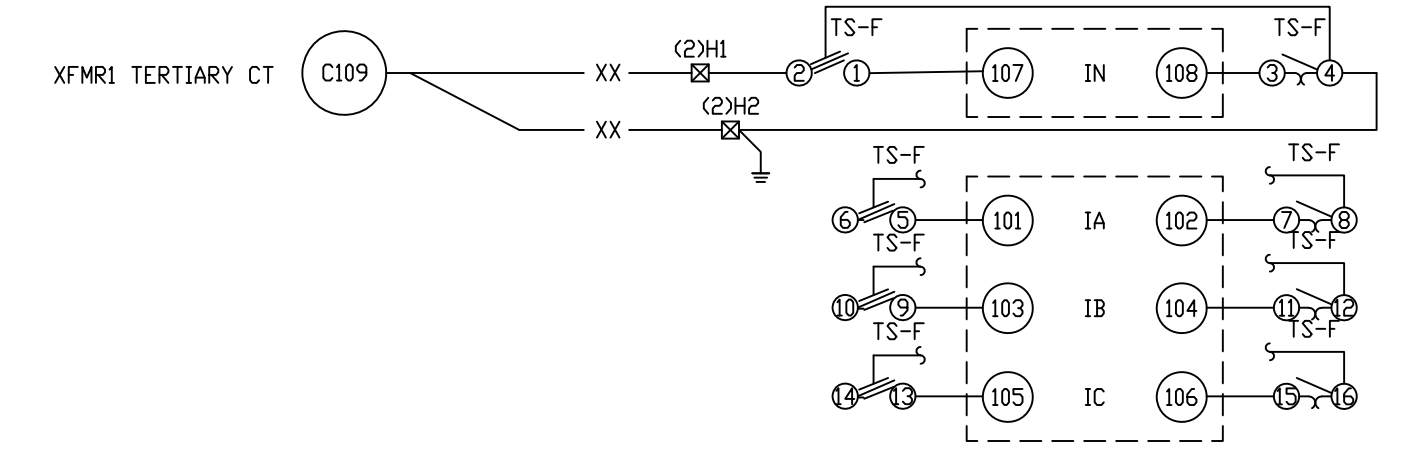 TS-F
TS-F
(2)H1
XFMR1 TERTIARY CT
C109
XX
2
1
107
IN
108
3
4
(2)H2
XX
TS-F
TS-F
6
5
101
IA
102
7
8
TS-F
TS-F
10
9
103
IB
104
11
12
TS-F
TS-F
14
13
105
IC
106
15
16